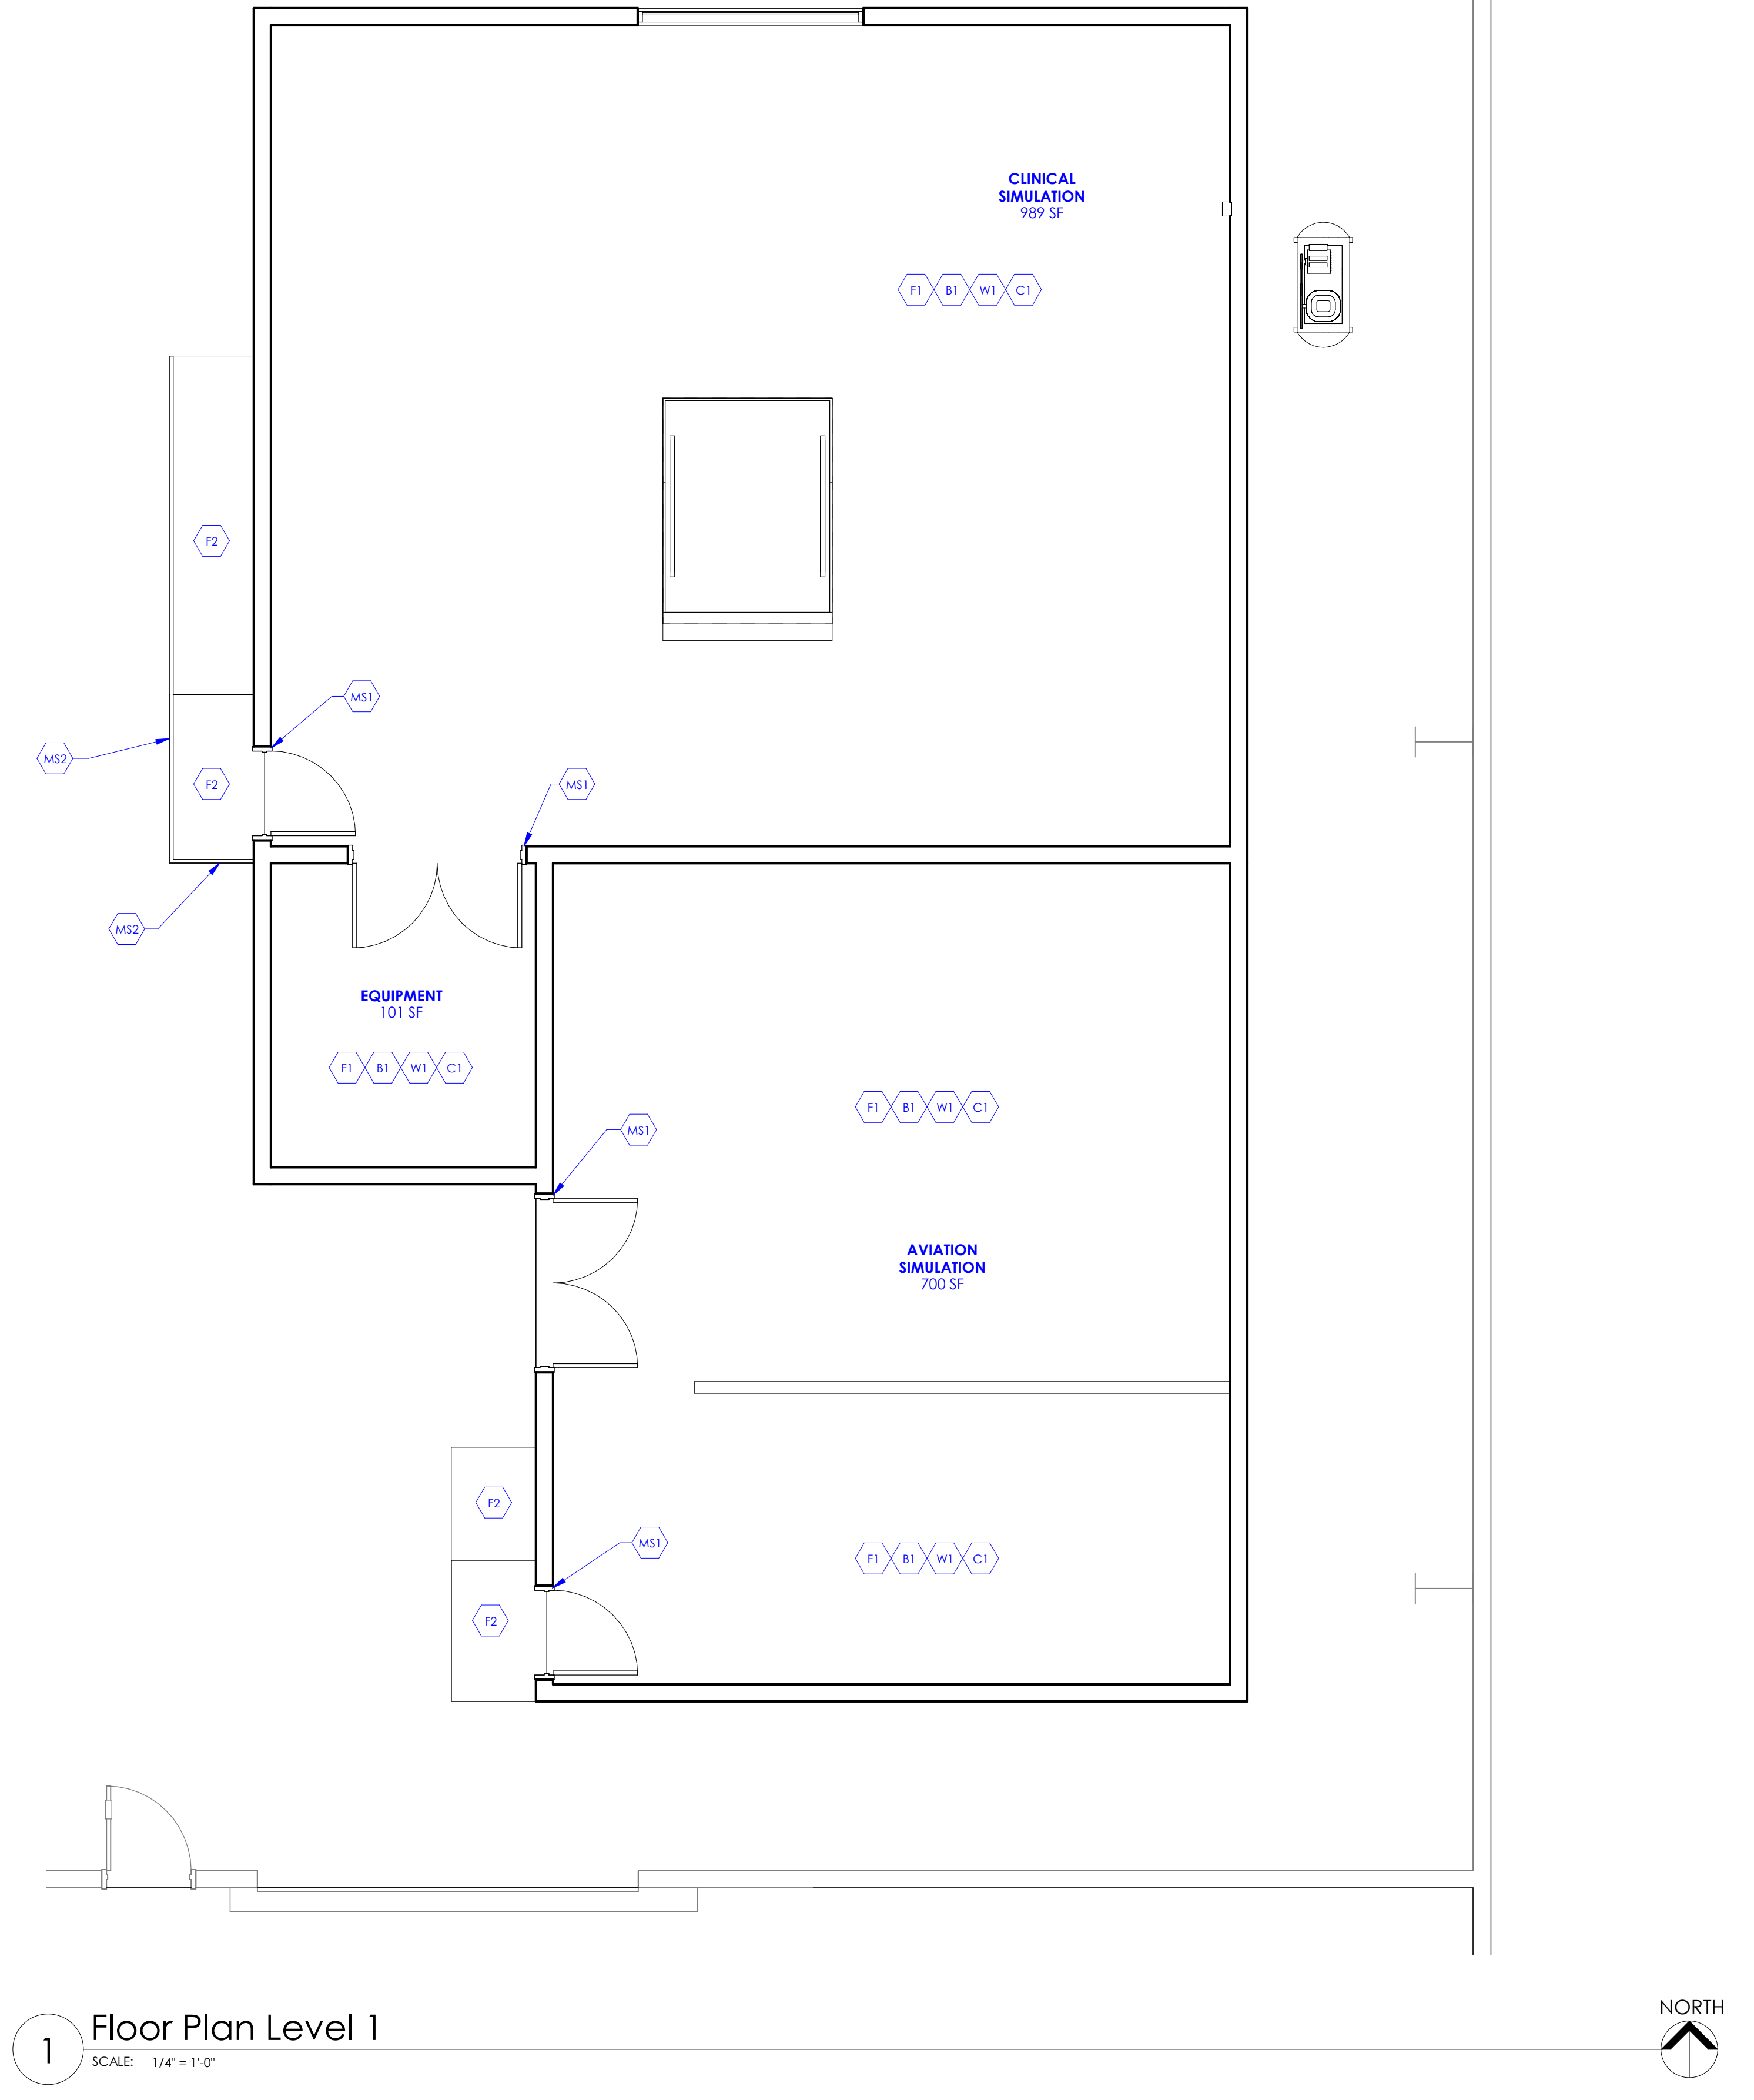 CLINICAL
SIMULATION
989 SF
F1 B1 W1 C1
F2
MS1
MS2
F2
MS1
MS2
EQUIPMENT
101 SF
F1 B1 W1 C1
F1 B1 W1 C1
MS1
AVIATION
SIMULATION
700 SF
F2
MS1
F1 B1 W1 C1
F2
NORTH
1
Floor Plan Level 1
SCALE: 1/4" = 1'-0"